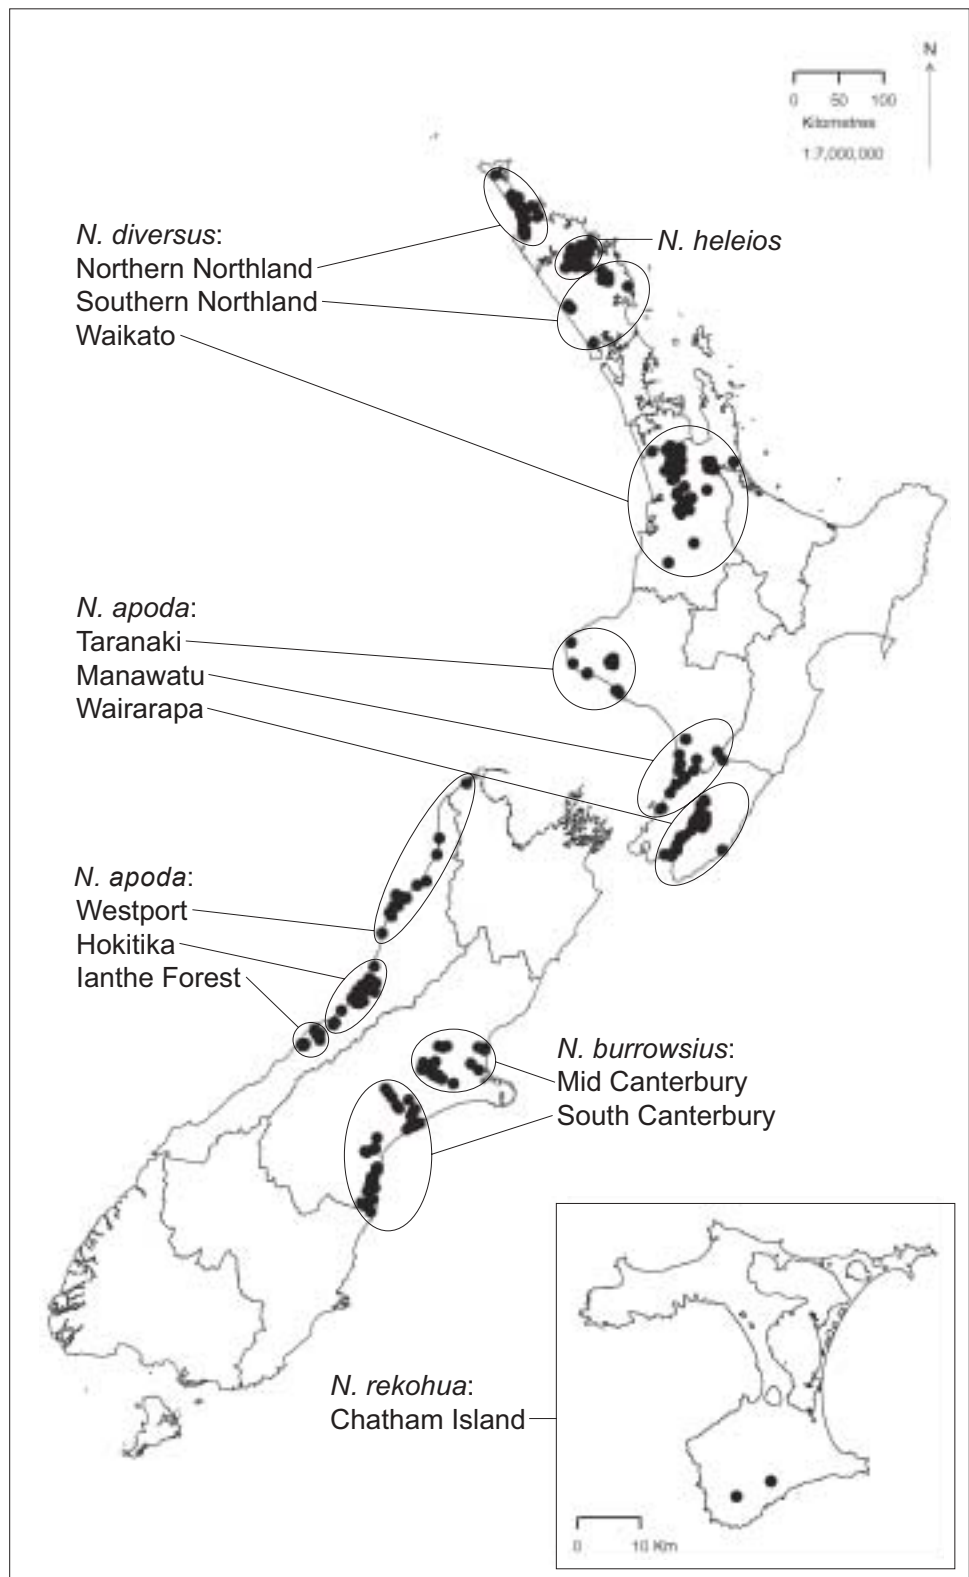 N
0 50 100
Kilometres
1:7,000,000
N. diversus:
Northern Northland
Southern Northland
Waikato
N. heleios
N. apoda:
Taranaki
Manawatu
Wairarapa
N. apoda:
Westport
Hokitika
Ianthe Forest
N. burrowsius:
Mid Canterbury
South Canterbury
N. rekohua:
Chatham Island
0 10 Km